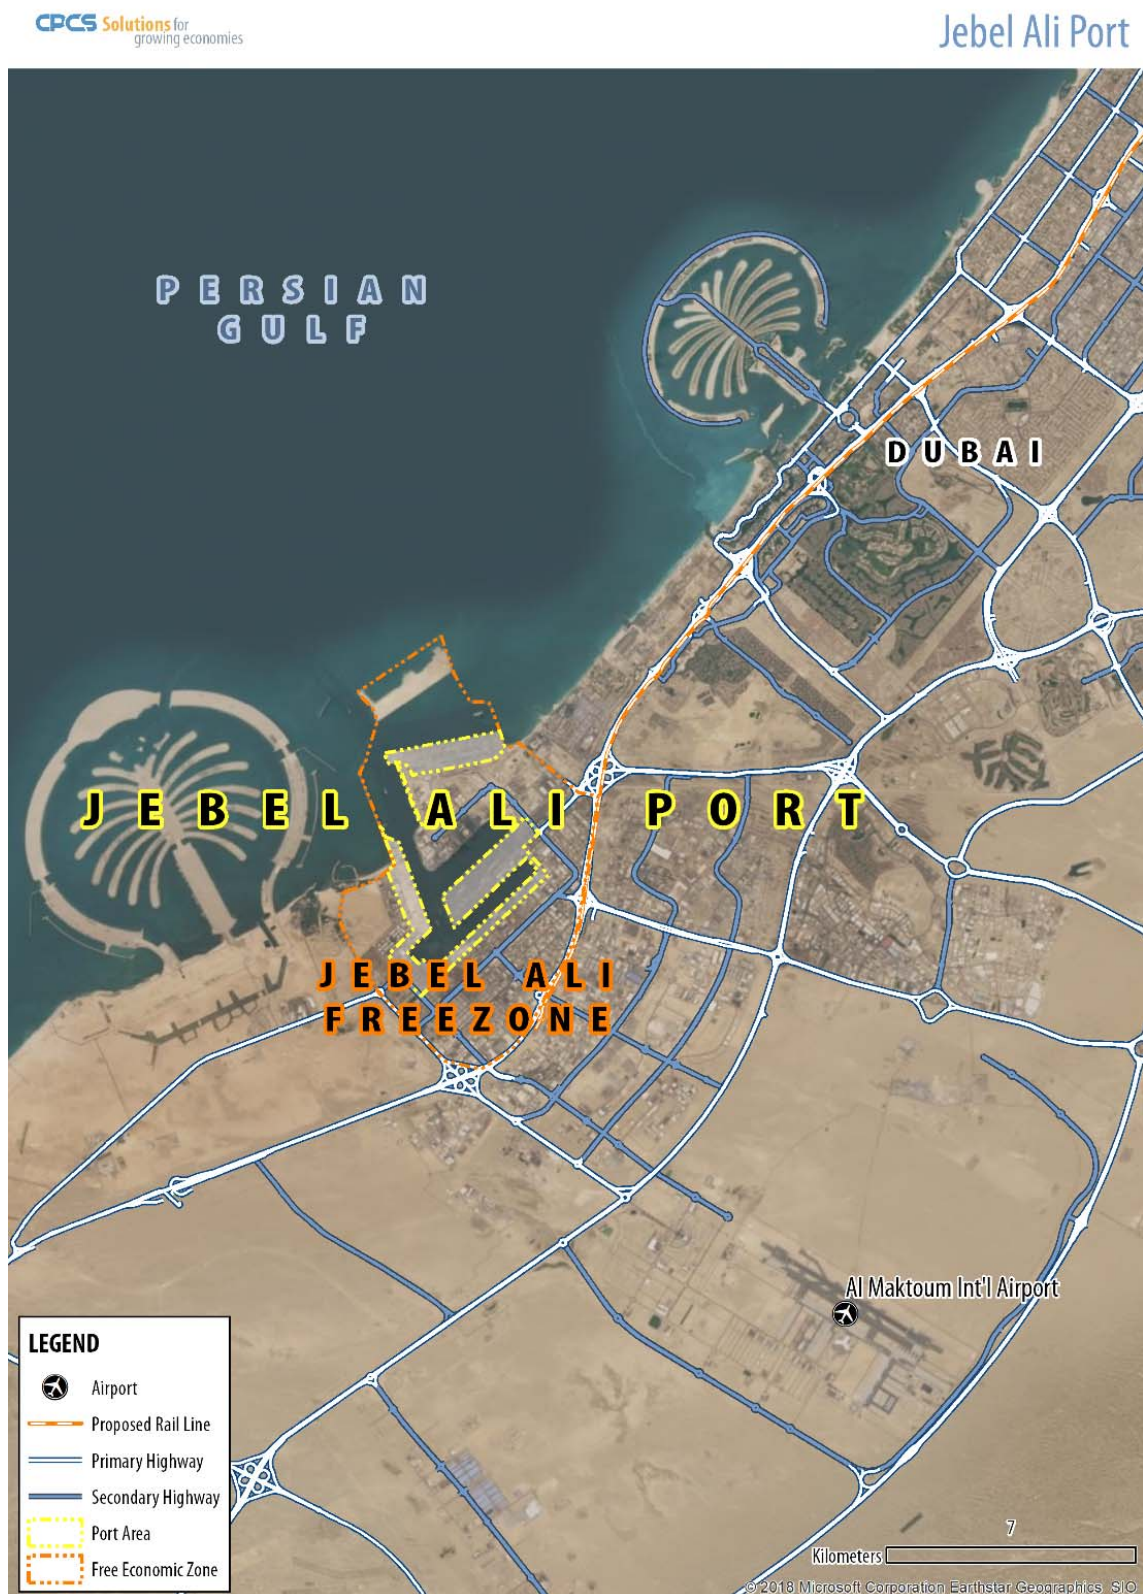 CPCS Solutions for
growing economies
Jebel Ali Port
PERSIAN
GULF
DUBAI
JEBEL ALI PORT
JEBEL ALI
FREEZONE
Al Maktoum Int'l Airport
LEGEND
Airport
Proposed Rail Line
Primary Highway
Secondary Highway
Port Area
Free Economic Zone
7
Kilometers
© 2018 Microsoft Corporation Earthstar Geographics SIO